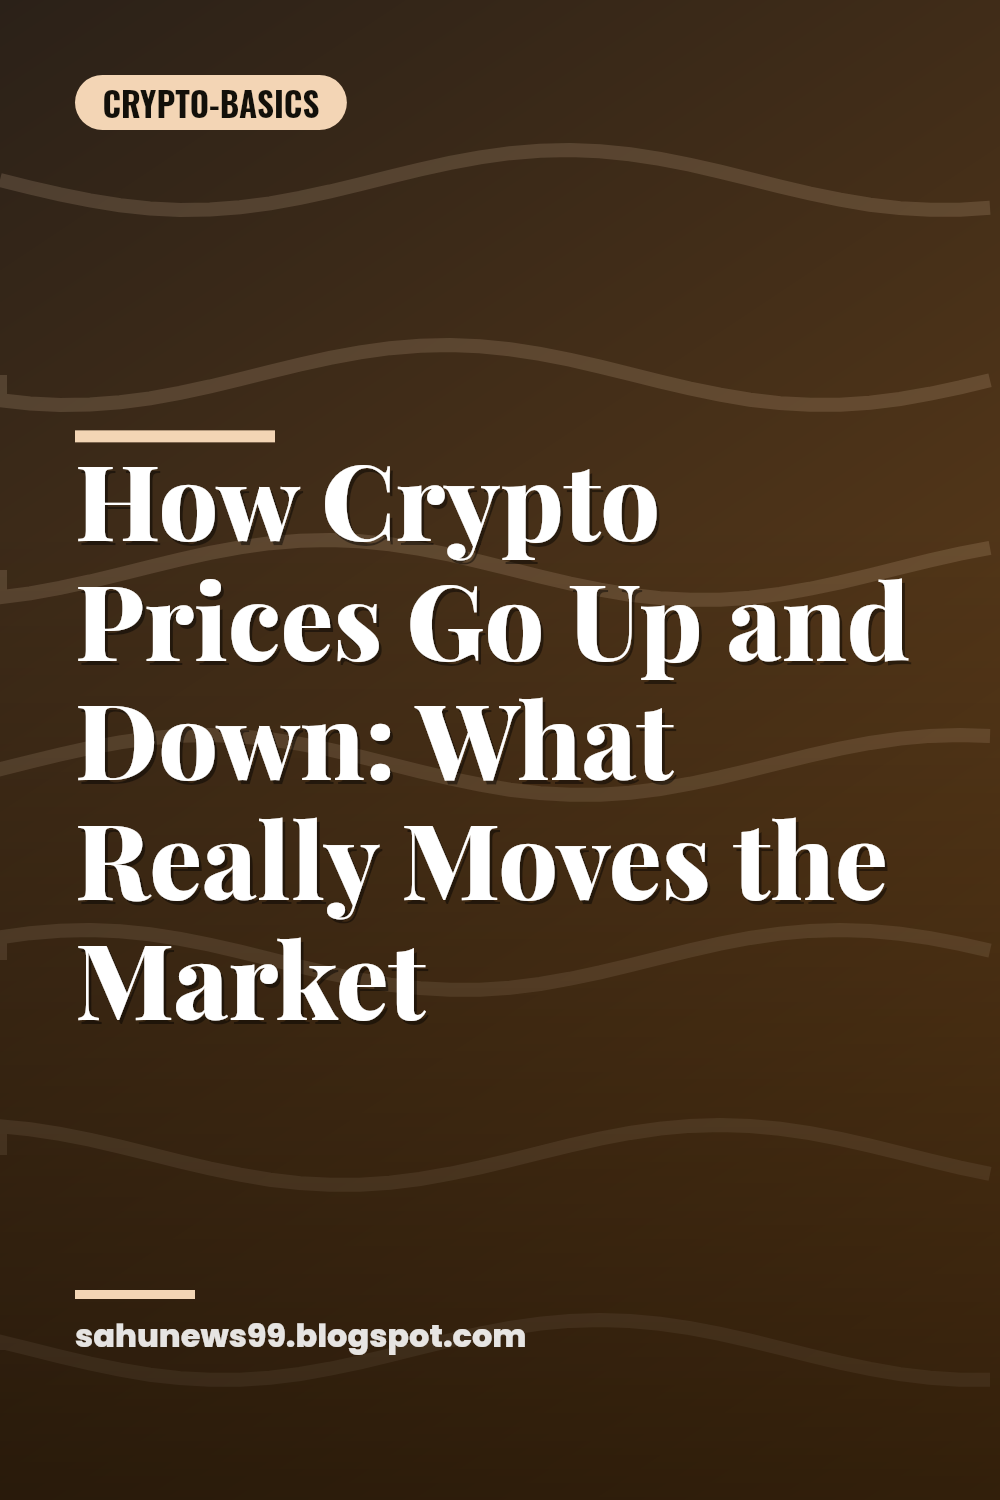 CRYPTO-BASICS
How Crypto
Prices Go Up and
Down: What
Really Moves the
Market
sahunews99.blogspot.com